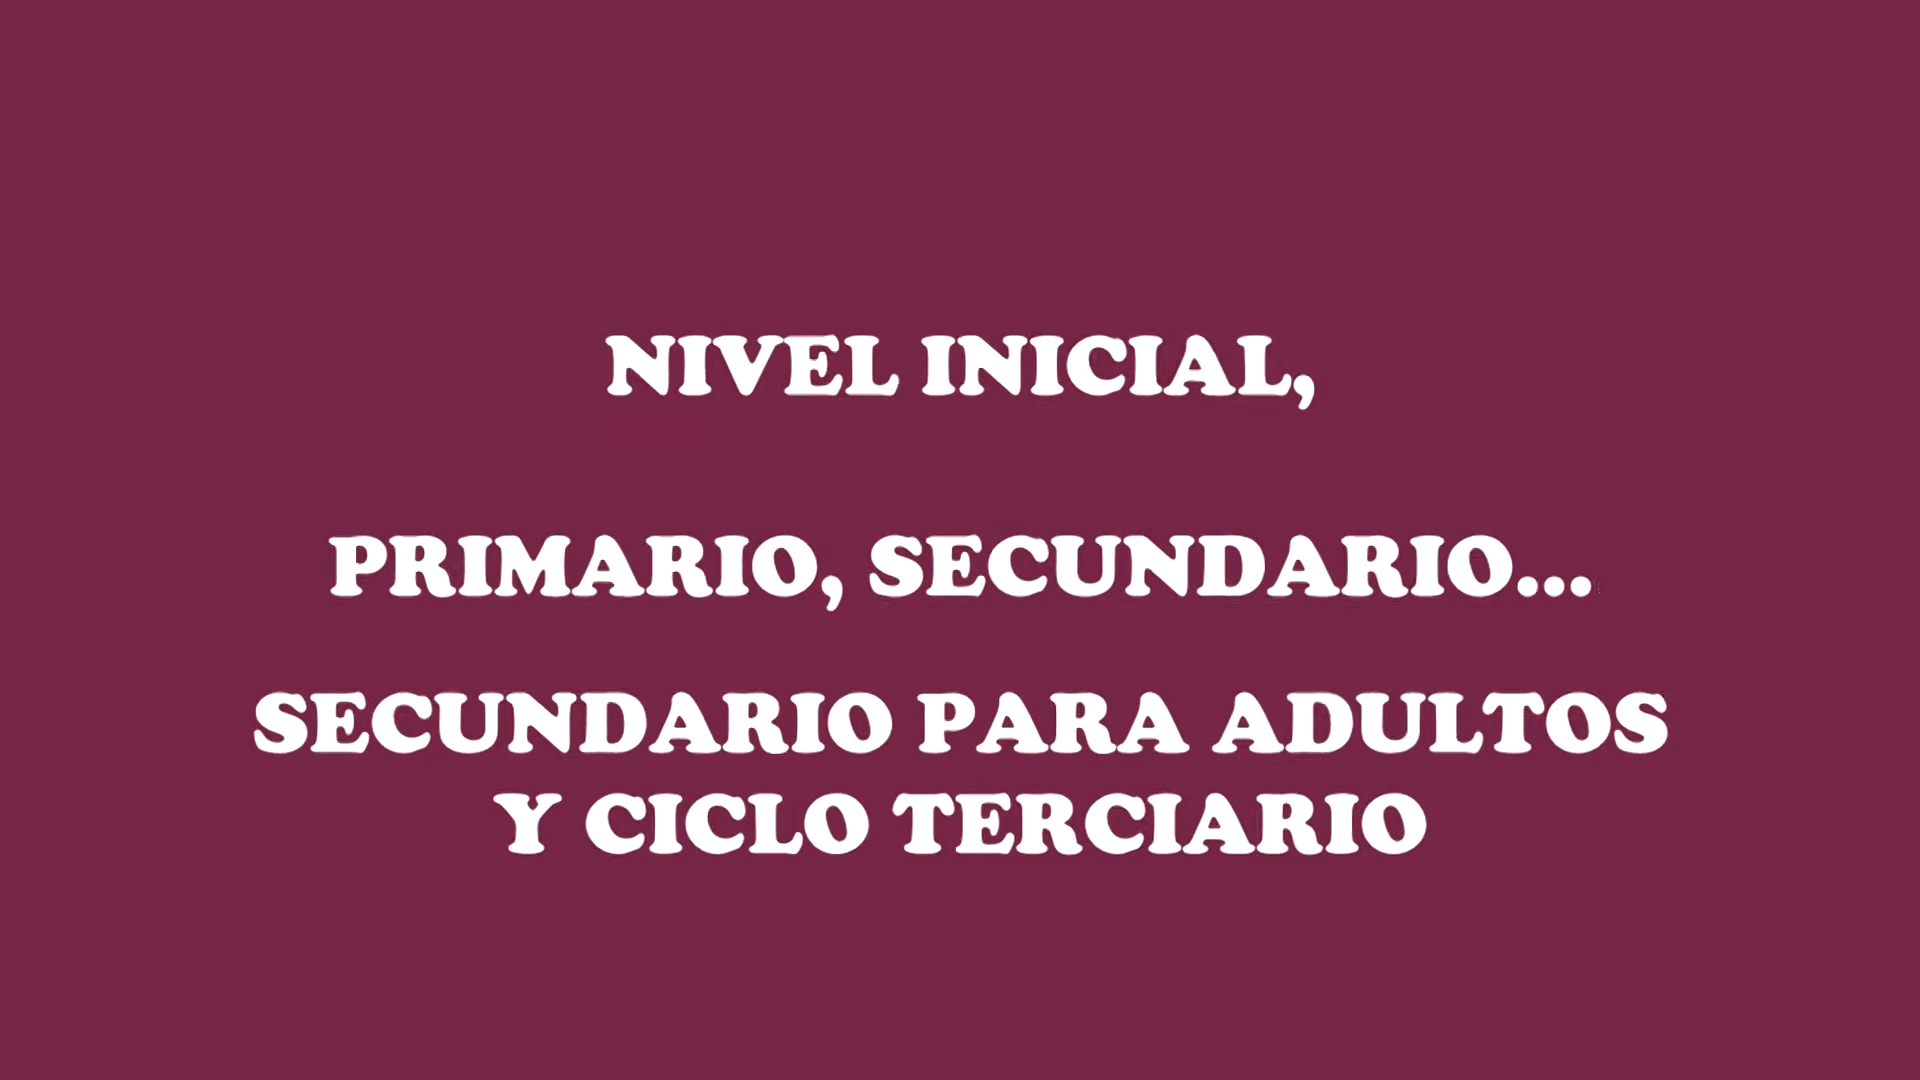 NIVEL INICIAL,
PRIMARIO, SECUNDARIO...
SECUNDARIO PARA ADULTOS
Y CICLO TERCIARIO